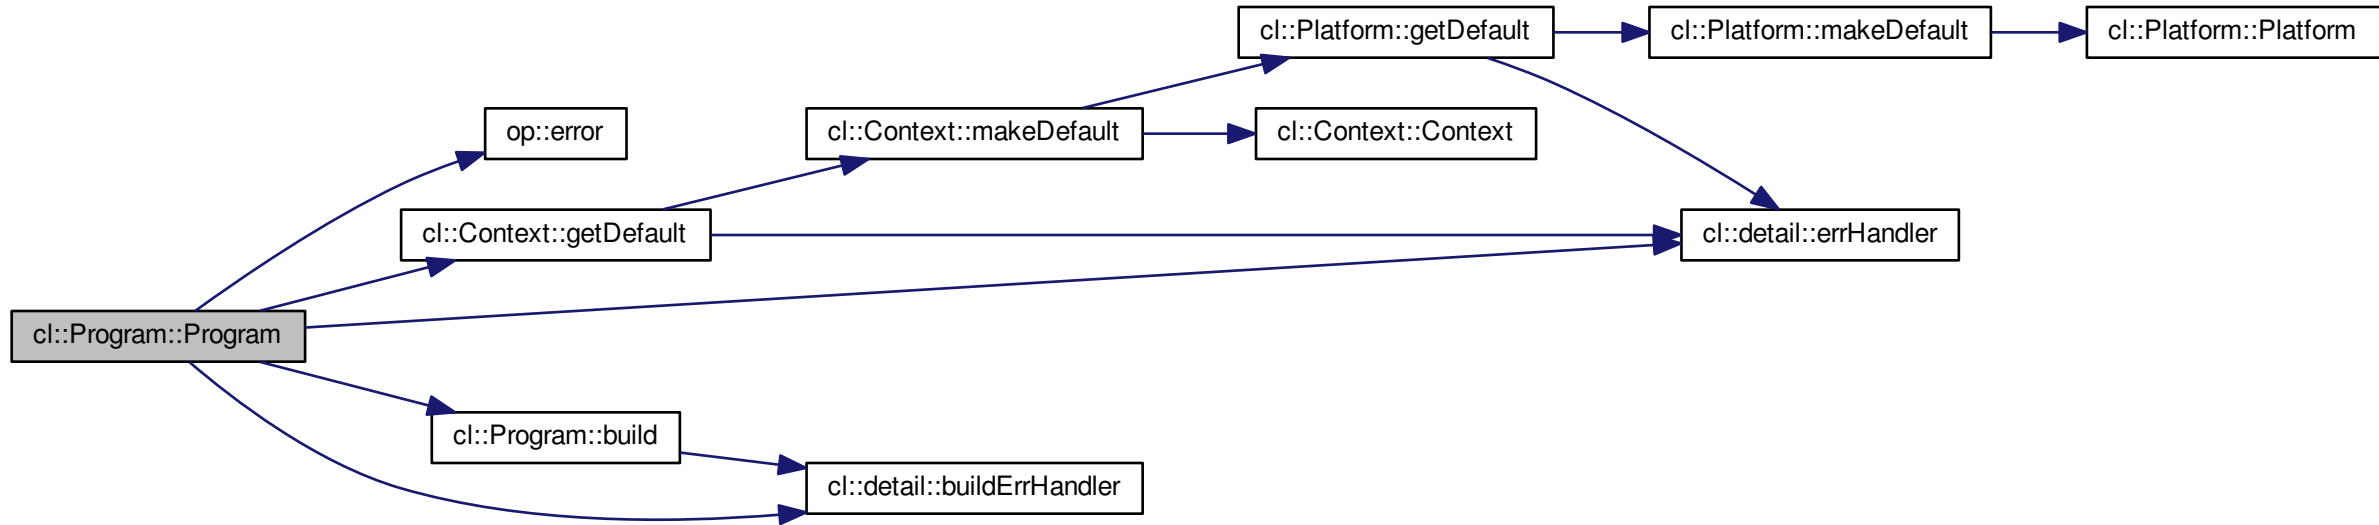 cl::Platform::getDefault
cl::Platform::makeDefault
cl::Platform::Platform
op::error
cl::Context::makeDefault
cl::Context::Context
cl::Context::getDefault
cl::detail::errHandler
cl::Program::Program
cl::Program::build
cl::detail::buildErrHandler